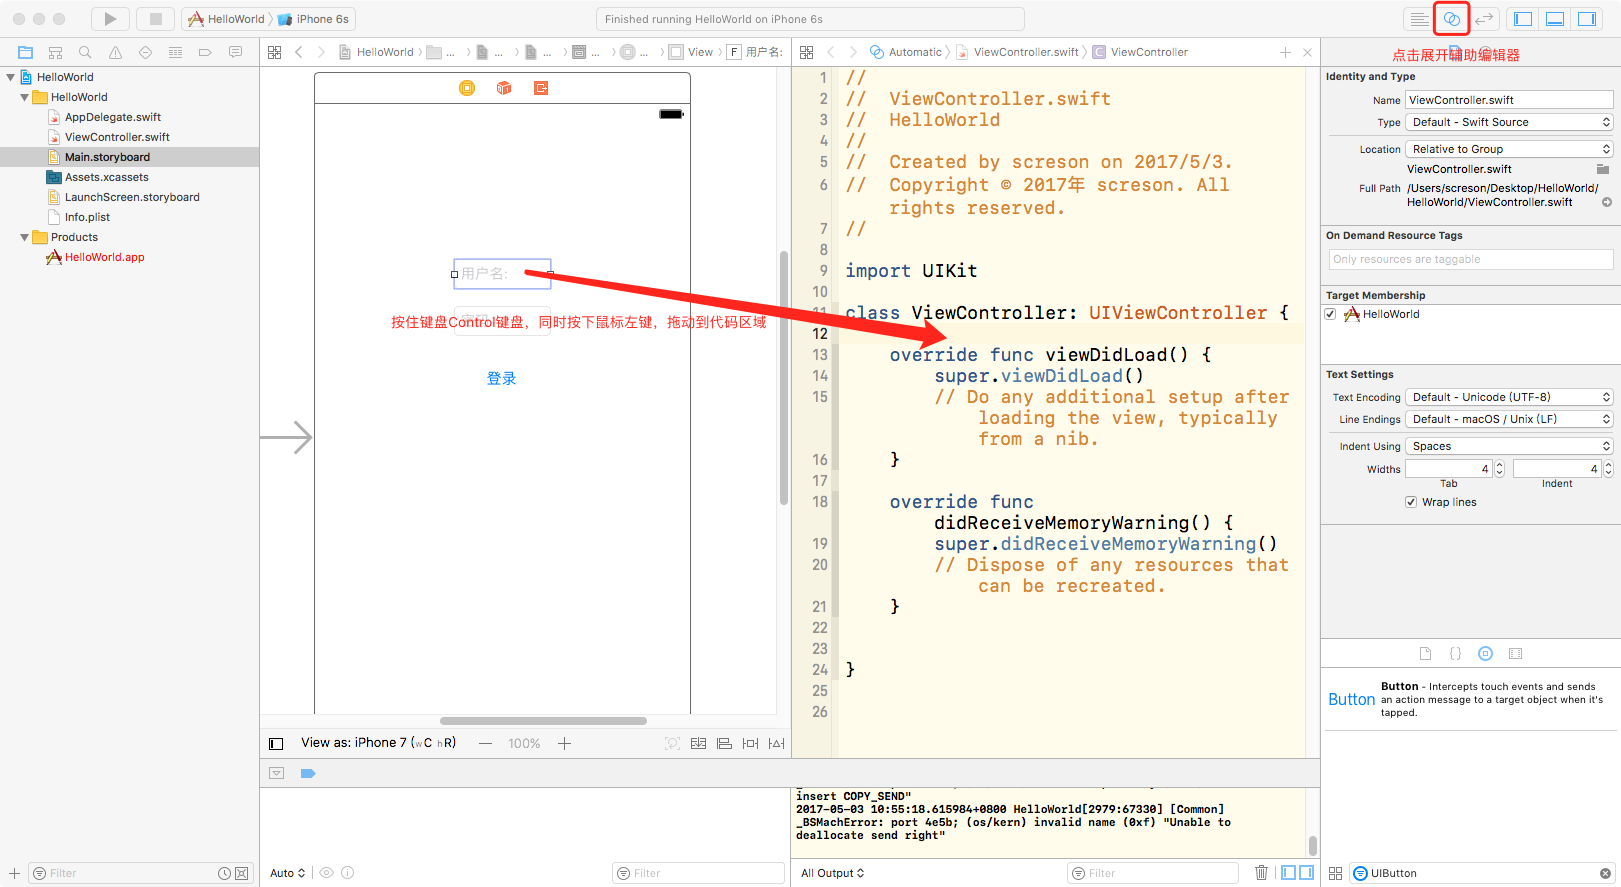 HelloWorld
iPhone 6s
Finished running HelloWorld on iPhone 6s
点击展开辅助编辑器
HelloWorld
HelloWorld
AppDelegate.swift
ViewController.swift
Main.storyboard
Assets.xcassets
LaunchScreen.storyboard
Info.plist
Products
HelloWorld.app
Filter
HelloWorld
...
...
...
...
...
View
F
用户名:
用户名:
按住键盘Control键盘，同时按下鼠标左键，拖动到代码区域
登录
View as: iPhone 7 (wC hR)
100%
Automatic
ViewController.swift
C
ViewController
1 //
2 //  ViewController.swift
3 //  HelloWorld
4 //
5 //  Created by screson on 2017/5/3.
6 //  Copyright © 2017年 screson. All
rights reserved.
7 //
8
9 import UIKit
10
11 class ViewController: UIViewController {
12
13 override func viewDidLoad() {
14 super.viewDidLoad()
15 // Do any additional setup after
loading the view, typically
from a nib.
16 }
17
18 override func
didReceiveMemoryWarning() {
19 super.didReceiveMemoryWarning()
20 // Dispose of any resources that
can be recreated.
21 }
22
23
24 }
25
26
insert COPY_SEND"
2017-05-03 10:55:18.615984+0800 HelloWorld[2979:67330] [Common]
_BSMachError: port 4e5b; (os/kern) invalid name (0xf) "Unable to
deallocate send right"
Auto
Filter
All Output
Filter
Identity and Type
Name ViewController.swift
Type Default - Swift Source
Location Relative to Group
ViewController.swift
Full Path /Users/screson/Desktop/HelloWorld/
HelloWorld/ViewController.swift
On Demand Resource Tags
Only resources are taggable
Target Membership
HelloWorld
Text Settings
Text Encoding Default - Unicode (UTF-8)
Line Endings Default - macOS / Unix (LF)
Indent Using Spaces
Widths 4 4
Tab Indent
Wrap lines
{}
Button
Button - Intercepts touch events and sends
an action message to a target object when it's
tapped.
UIButton